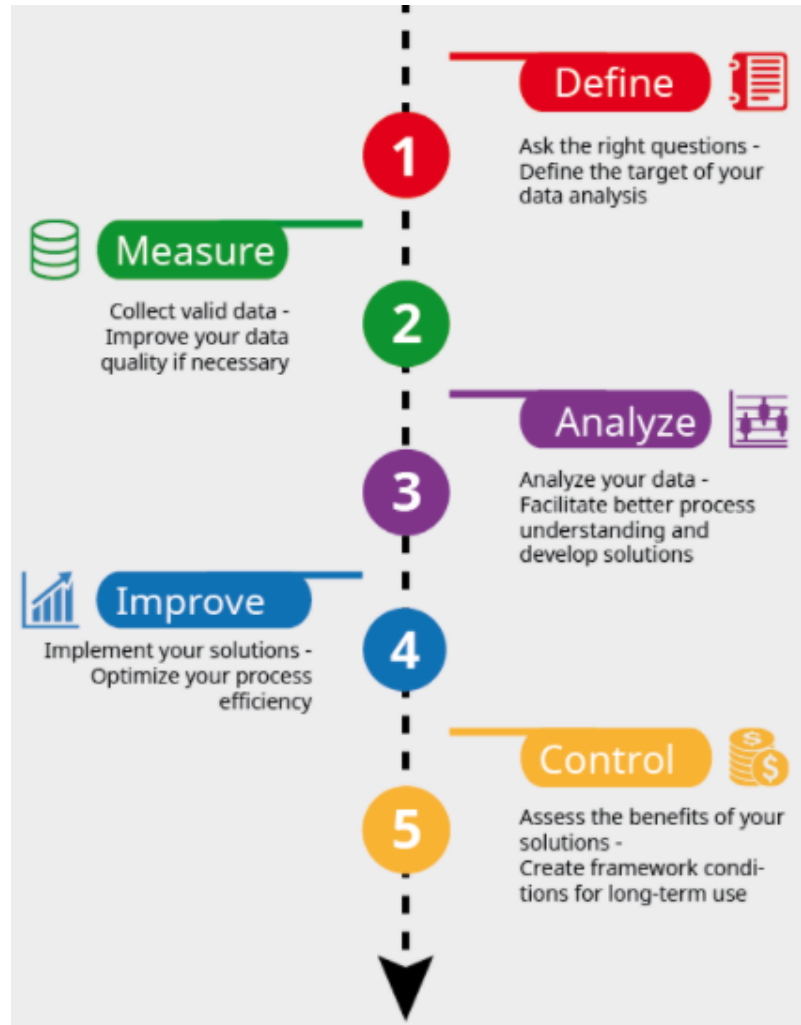 Define
1
Ask the right questions -
Define the target of your
data analysis
Measure
2
Collect valid data -
Improve your data
quality if necessary
Analyze
3
Analyze your data -
Facilitate better process
understanding and
develop solutions
Improve
4
Implement your solutions -
Optimize your process
efficiency
Control
$
$
5
Assess the benefits of your
solutions -
Create framework condi-
tions for long-term use